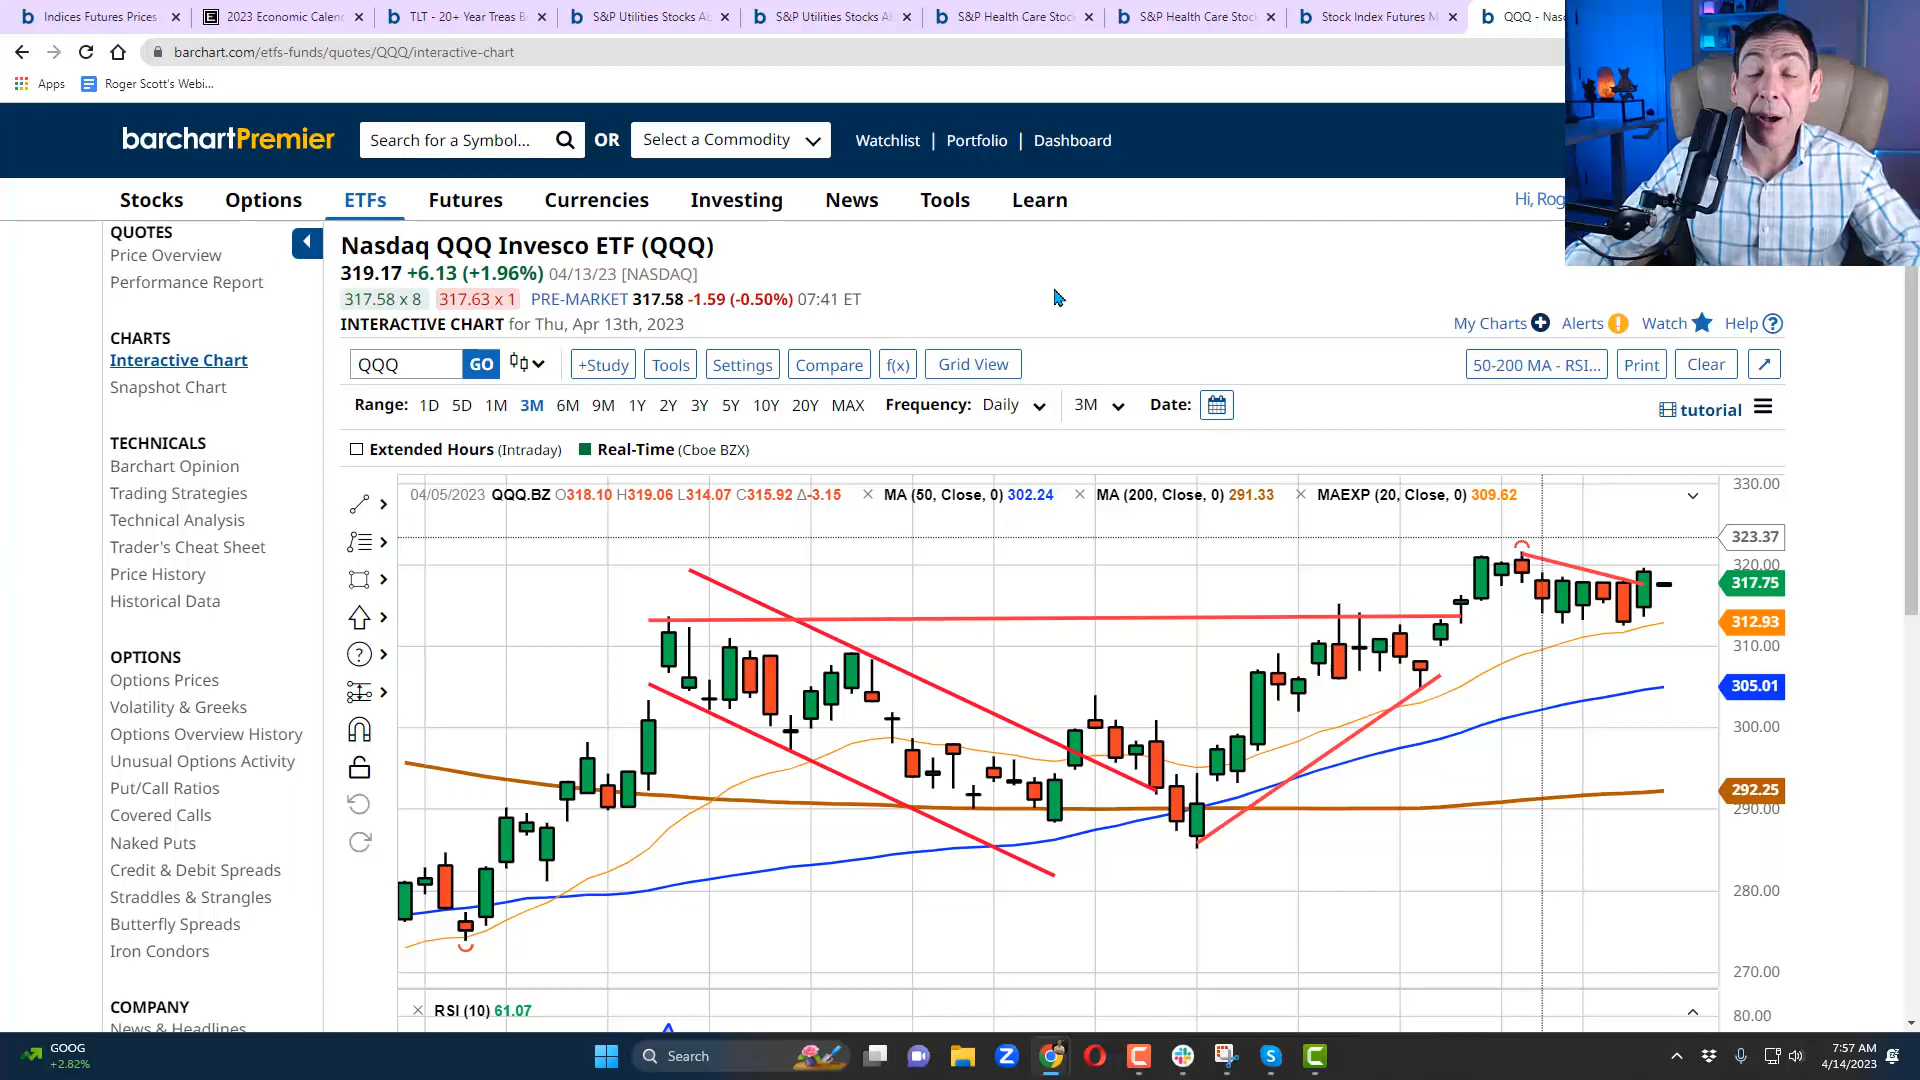 Indices Futures Prices
2023 Economic Calen
TLT - 20+ Year Treas B
S&P Utilities Stocks A
S&P Utilities Stocks A
S&P Health Care Stoc
S&P Health Care Stoc
Stock Index Futures M
QQQ - Nas
barchart.com/etfs-funds/quotes/QQQ/interactive-chart
Apps
Roger Scott's Webi...
barchartPremier
Search for a Symbol...
OR
Select a Commodity
Watchlist | Portfolio | Dashboard
Stocks Options ETFs Futures Currencies Investing News Tools Learn
Hi, Rog
QUOTES
Price Overview
Performance Report
CHARTS
Interactive Chart
Snapshot Chart
TECHNICALS
Barchart Opinion
Trading Strategies
Technical Analysis
Trader's Cheat Sheet
Price History
Historical Data
OPTIONS
Options Prices
Volatility & Greeks
Options Overview History
Unusual Options Activity
Put/Call Ratios
Covered Calls
Naked Puts
Credit & Debit Spreads
Straddles & Strangles
Butterfly Spreads
Iron Condors
COMPANY
News & Headlines
Nasdaq QQQ Invesco ETF (QQQ)
319.17 +6.13 (+1.96%) 04/13/23 [NASDAQ]
317.58 x 8 317.63 x 1 PRE-MARKET 317.58 -1.59 (-0.50%) 07:41 ET
INTERACTIVE CHART for Thu, Apr 13th, 2023
My Charts Alerts Watch Help
QQQ GO +Study Tools Settings Compare f(x) Grid View 50-200 MA - RSI... Print Clear
Range: 1D 5D 1M 3M 6M 9M 1Y 2Y 3Y 5Y 10Y 20Y MAX Frequency: Daily 3M Date:
tutorial
Extended Hours (Intraday) Real-Time (Cboe BZX)
04/05/2023 QQQ.BZ O318.10 H319.06 L314.07 C315.92 Δ-3.15 MA (50, Close, 0) 302.24 MA (200, Close, 0) 291.33 MAEXP (20, Close, 0) 309.62
330.00
323.37
320.00
317.75
312.93
310.00
305.01
300.00
292.25
290.00
280.00
270.00
RSI (10) 61.07
80.00
GOOG
+2.82%
Search
7:57 AM
4/14/2023